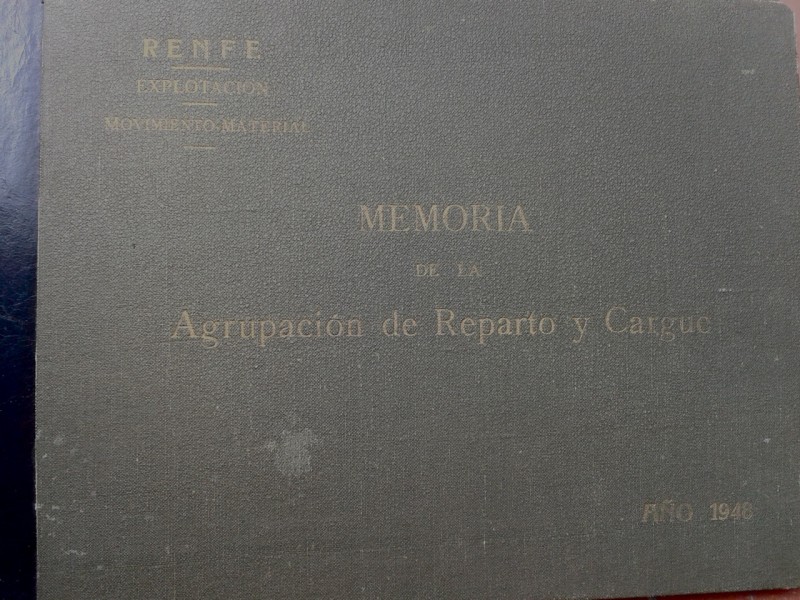 RENFE
EXPLOTACION
MOVIMIENTO-MATERIAL
MEMORIA
DE LA
Agrupación de Reparto y Cargue
AÑO 1948